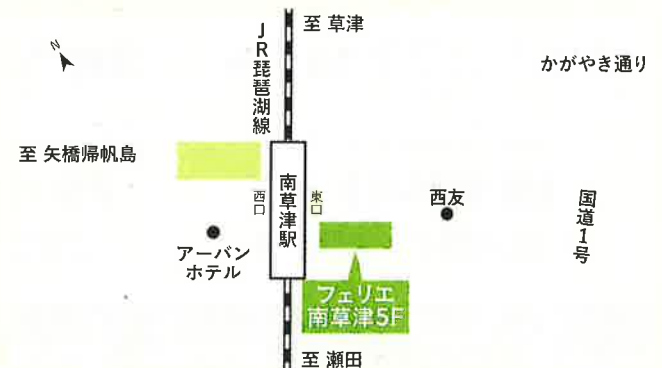 至 草津
JR琵琶湖線
N
かがやき通り
至 矢橋帰帆島
西口
南草津駅
東口
西友
国道1号
アーバン
ホテル
フェリエ
南草津5F
至 瀬田